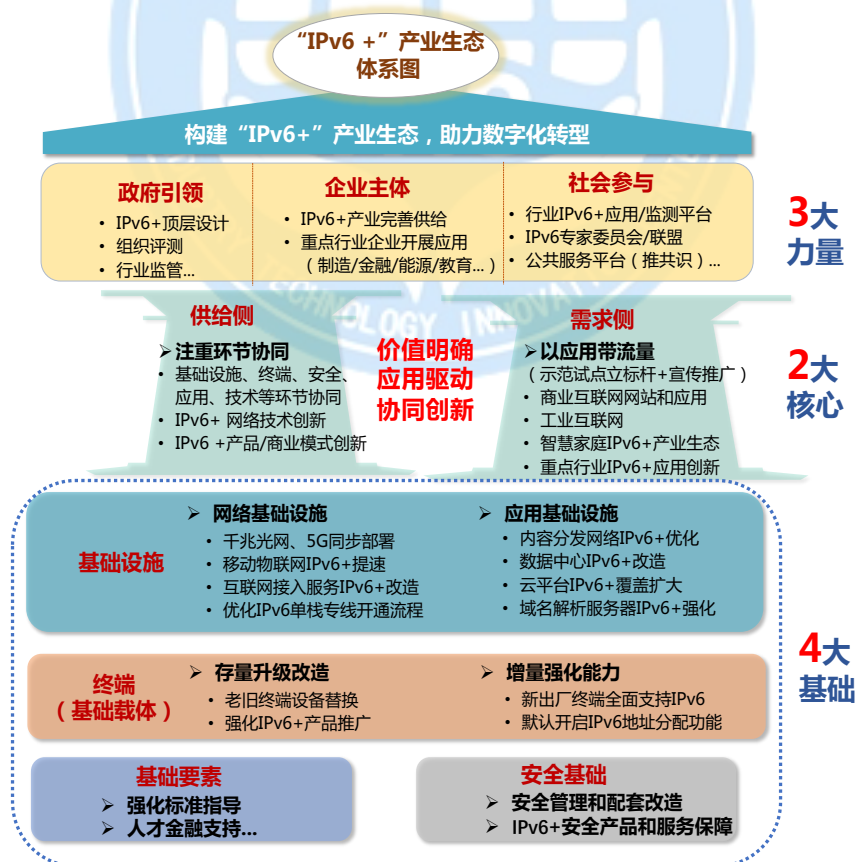 “IPv6 +”产业生态
体系图
构建“IPv6+”产业生态，助力数字化转型
政府引领
• IPv6+顶层设计
• 组织评测
• 行业监管...
企业主体
• IPv6+产业完善供给
• 重点行业企业开展应用
（制造/金融/能源/教育...）
社会参与
• 行业IPv6+应用/监测平台
• IPv6专家委员会/联盟
• 公共服务平台（推共识）...
3大
力量
供给侧
➢注重环节协同
• 基础设施、终端、安全、
应用、技术等环节协同
• IPv6+ 网络技术创新
• IPv6 +产品/商业模式创新
价值明确
应用驱动
协同创新
需求侧
➢以应用带流量
（示范试点立标杆+宣传推广）
• 商业互联网网站和应用
• 工业互联网
• 智慧家庭IPv6+产业生态
• 重点行业IPv6+应用创新
2大
核心
基础设施
➢ 网络基础设施
• 千兆光网、5G同步部署
• 移动物联网IPv6+提速
• 互联网接入服务IPv6+改造
• 优化IPv6单栈专线开通流程
➢ 应用基础设施
• 内容分发网络IPv6+优化
• 数据中心IPv6+改造
• 云平台IPv6+覆盖扩大
• 域名解析服务器IPv6+强化
终端
（基础载体）
➢ 存量升级改造
• 老旧终端设备替换
• 强化IPv6+产品推广
➢ 增量强化能力
• 新出厂终端全面支持IPv6
• 默认开启IPv6地址分配功能
4大
基础
基础要素
➢ 强化标准指导
➢ 人才金融支持...
安全基础
➢ 安全管理和配套改造
➢ IPv6+安全产品和服务保障
TECHNOLOGY INNOVATION